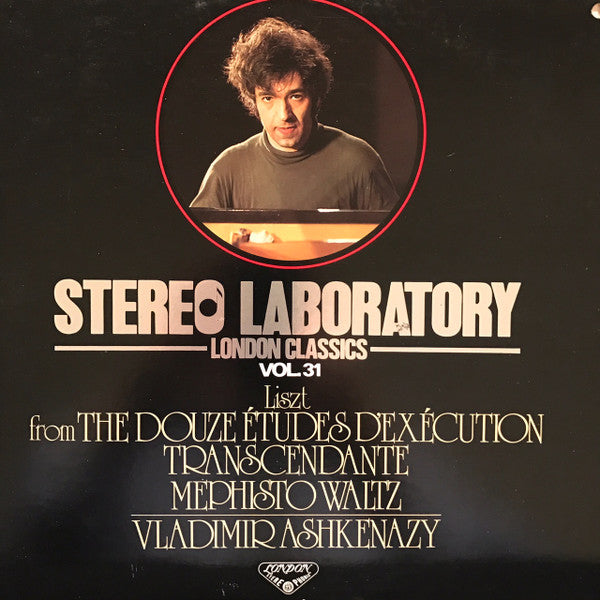 STEREO LABORATORY
LONDON CLASSICS
VOL.31
Liszt
from THE DOUZE ÉTUDES D'EXÉCUTION
TRANSCENDANTE
MEPHISTO WALTZ
VLADIMIR ASHKENAZY
LONDON